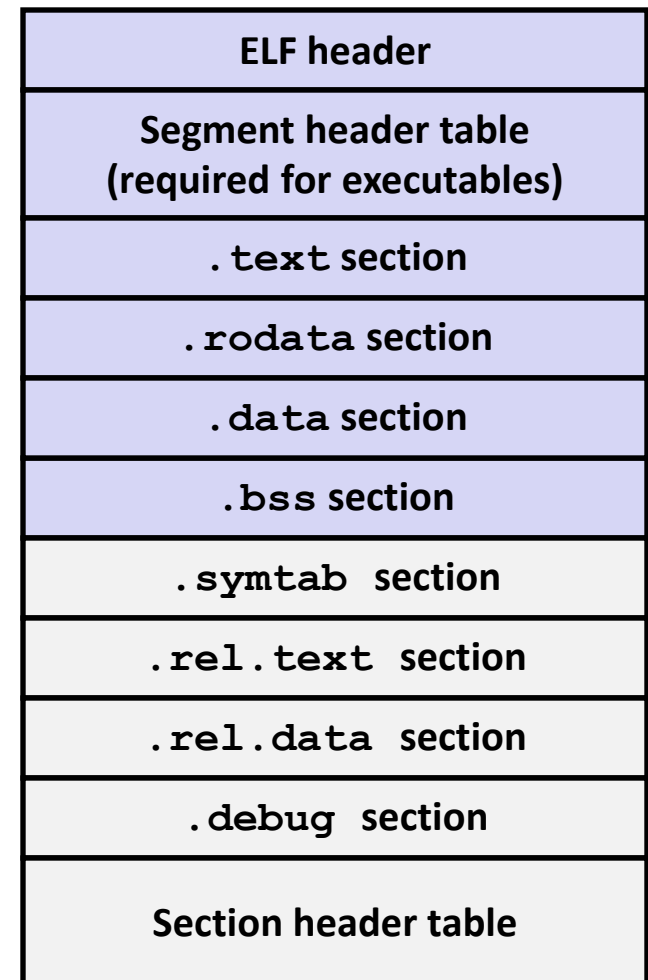 ELF header
Segment header table
(required for executables)
.text section
.rodata section
.data section
.bss section
.symtab section
.rel.text section
.rel.data section
.debug section
Section header table